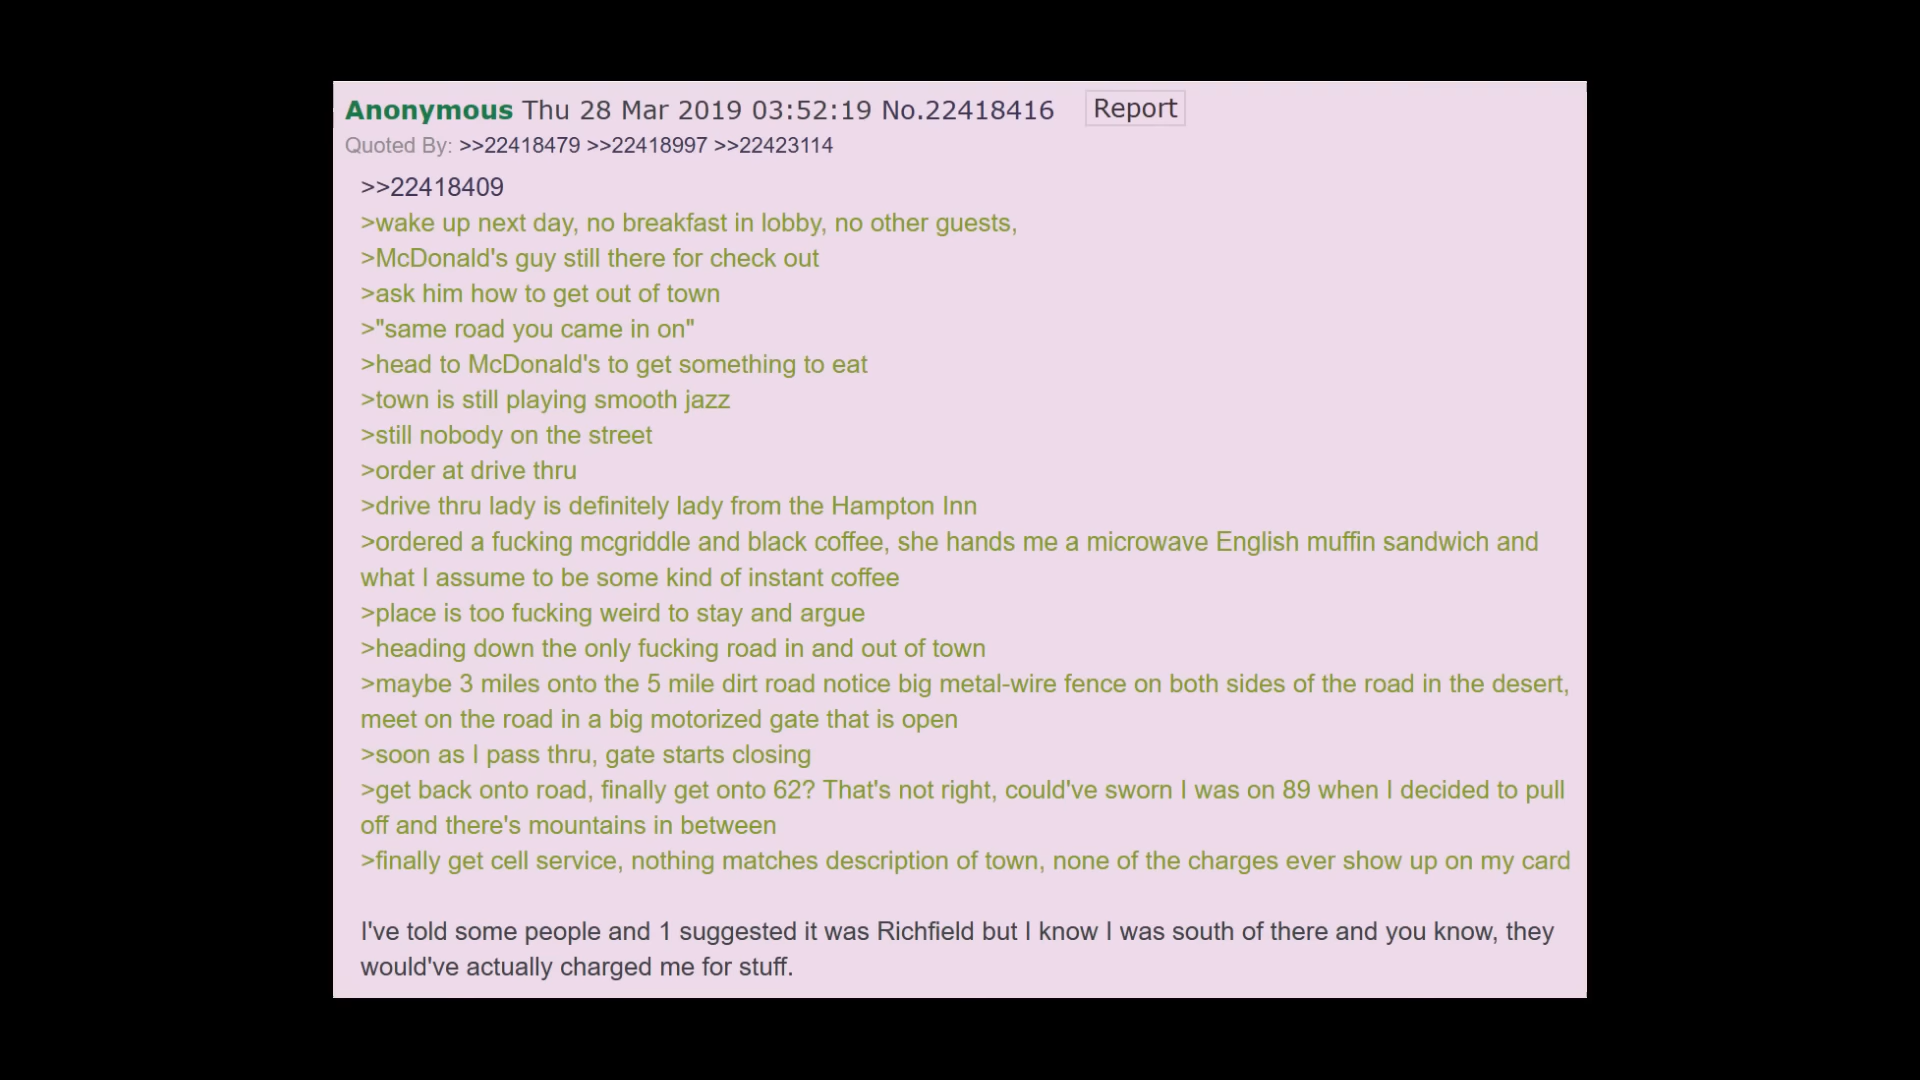 Anonymous Thu 28 Mar 2019 03:52:19 No.22418416 Report
Quoted By: >>22418479 >>22418997 >>22423114
>>22418409
>wake up next day, no breakfast in lobby, no other guests,
>McDonald's guy still there for check out
>ask him how to get out of town
>"same road you came in on"
>head to McDonald's to get something to eat
>town is still playing smooth jazz
>still nobody on the street
>order at drive thru
>drive thru lady is definitely lady from the Hampton Inn
>ordered a fucking mcgriddle and black coffee, she hands me a microwave English muffin sandwich and
what I assume to be some kind of instant coffee
>place is too fucking weird to stay and argue
>heading down the only fucking road in and out of town
>maybe 3 miles onto the 5 mile dirt road notice big metal-wire fence on both sides of the road in the desert,
meet on the road in a big motorized gate that is open
>soon as I pass thru, gate starts closing
>get back onto road, finally get onto 62? That's not right, could've sworn I was on 89 when I decided to pull
off and there's mountains in between
>finally get cell service, nothing matches description of town, none of the charges ever show up on my card
I've told some people and 1 suggested it was Richfield but I know I was south of there and you know, they
would've actually charged me for stuff.